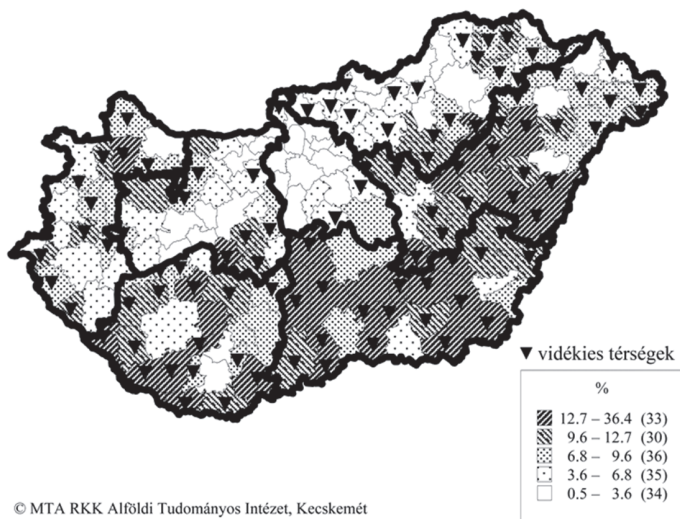 ▼ vidékies térségek
%
12.7 – 36.4 (33)
9.6 – 12.7 (30)
6.8 – 9.6 (36)
3.6 – 6.8 (35)
0.5 – 3.6 (34)
© MTA RKK Alföldi Tudományos Intézet, Kecskemét